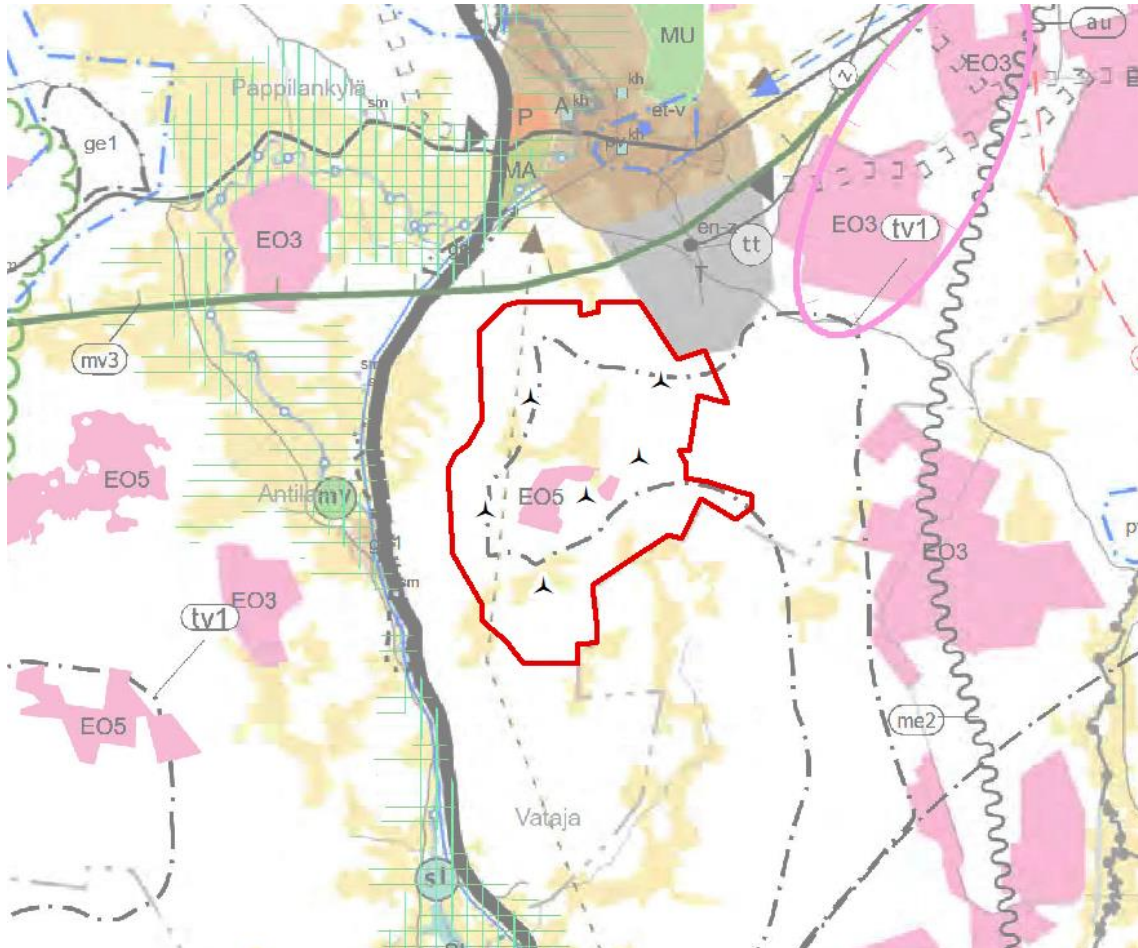 MU
au
EO3
Pappilankylä
sm
kh
P
A
kh
et-v
kh
ge1
MA
EO3
EO3
tv1
en-z
tt
T
mv3
sm
EO5
EO5
Antila
mv
EO3
sm
EO3
tv1
EO5
me2
Vataja
sl